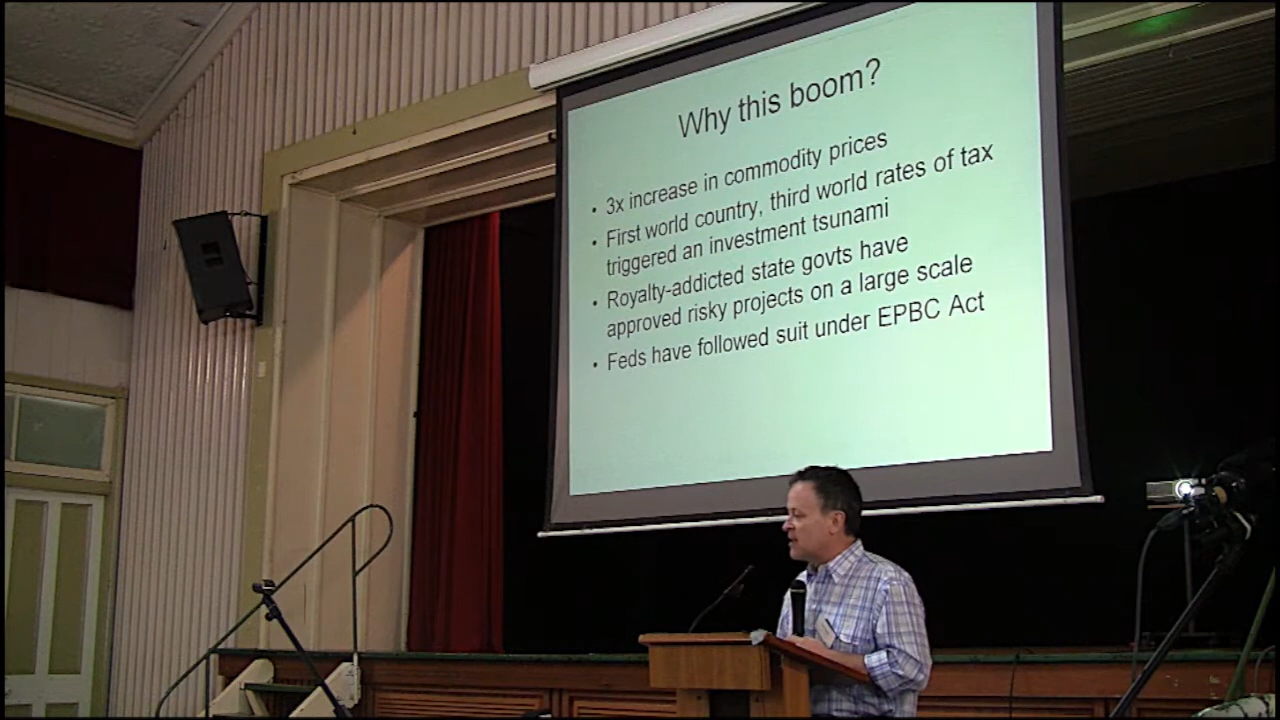 Why this boom?
• 3x increase in commodity prices
• First world country, third world rates of tax
triggered an investment tsunami
• Royalty-addicted state govts have
approved risky projects on a large scale
• Feds have followed suit under EPBC Act